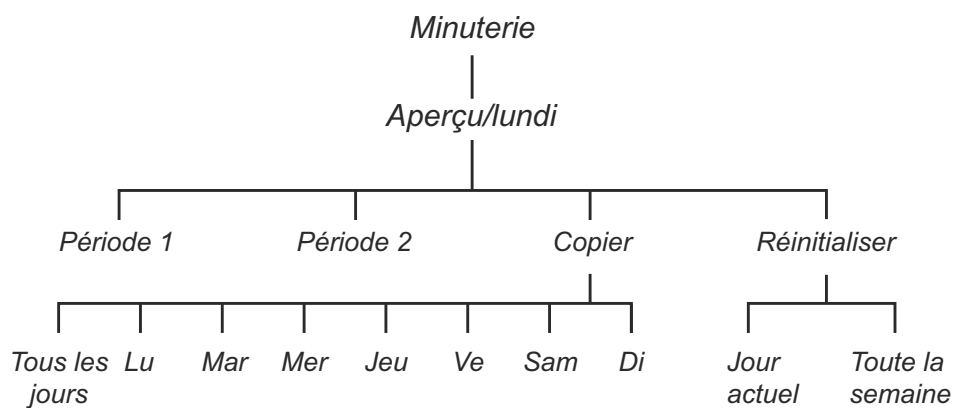 Minuterie
Aperçu/lundi
Période 1 Période 2 Copier Réinitialiser
Tous les jours Lu Mar Mer Jeu Ve Sam Di Jour actuel Toute la semaine